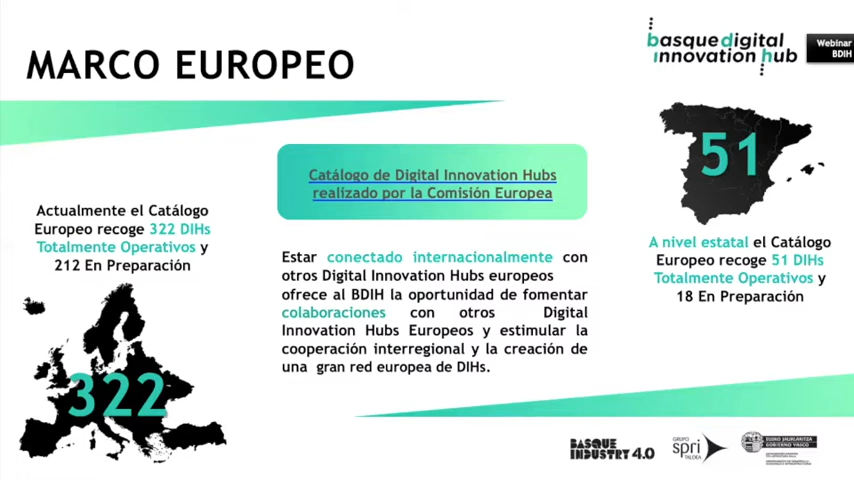 MARCO EUROPEO
basquedigital
innovation hub
Webinar
BDIH
Catálogo de Digital Innovation Hubs
realizado por la Comisión Europea
51
Actualmente el Catálogo
Europeo recoge 322 DIHs
Totalmente Operativos y
212 En Preparación
322
Estar conectado internacionalmente con
otros Digital Innovation Hubs europeos
ofrece al BDIH la oportunidad de fomentar
colaboraciones con otros Digital
Innovation Hubs Europeos y estimular la
cooperación interregional y la creación de
una gran red europea de DIHs.
A nivel estatal el Catálogo
Europeo recoge 51 DIHs
Totalmente Operativos y
18 En Preparación
BASQUE
INDUSTRY 4.0
GRUPO
spri
TALDEA
EUSKO JAURLARITZA
GOBIERNO VASCO